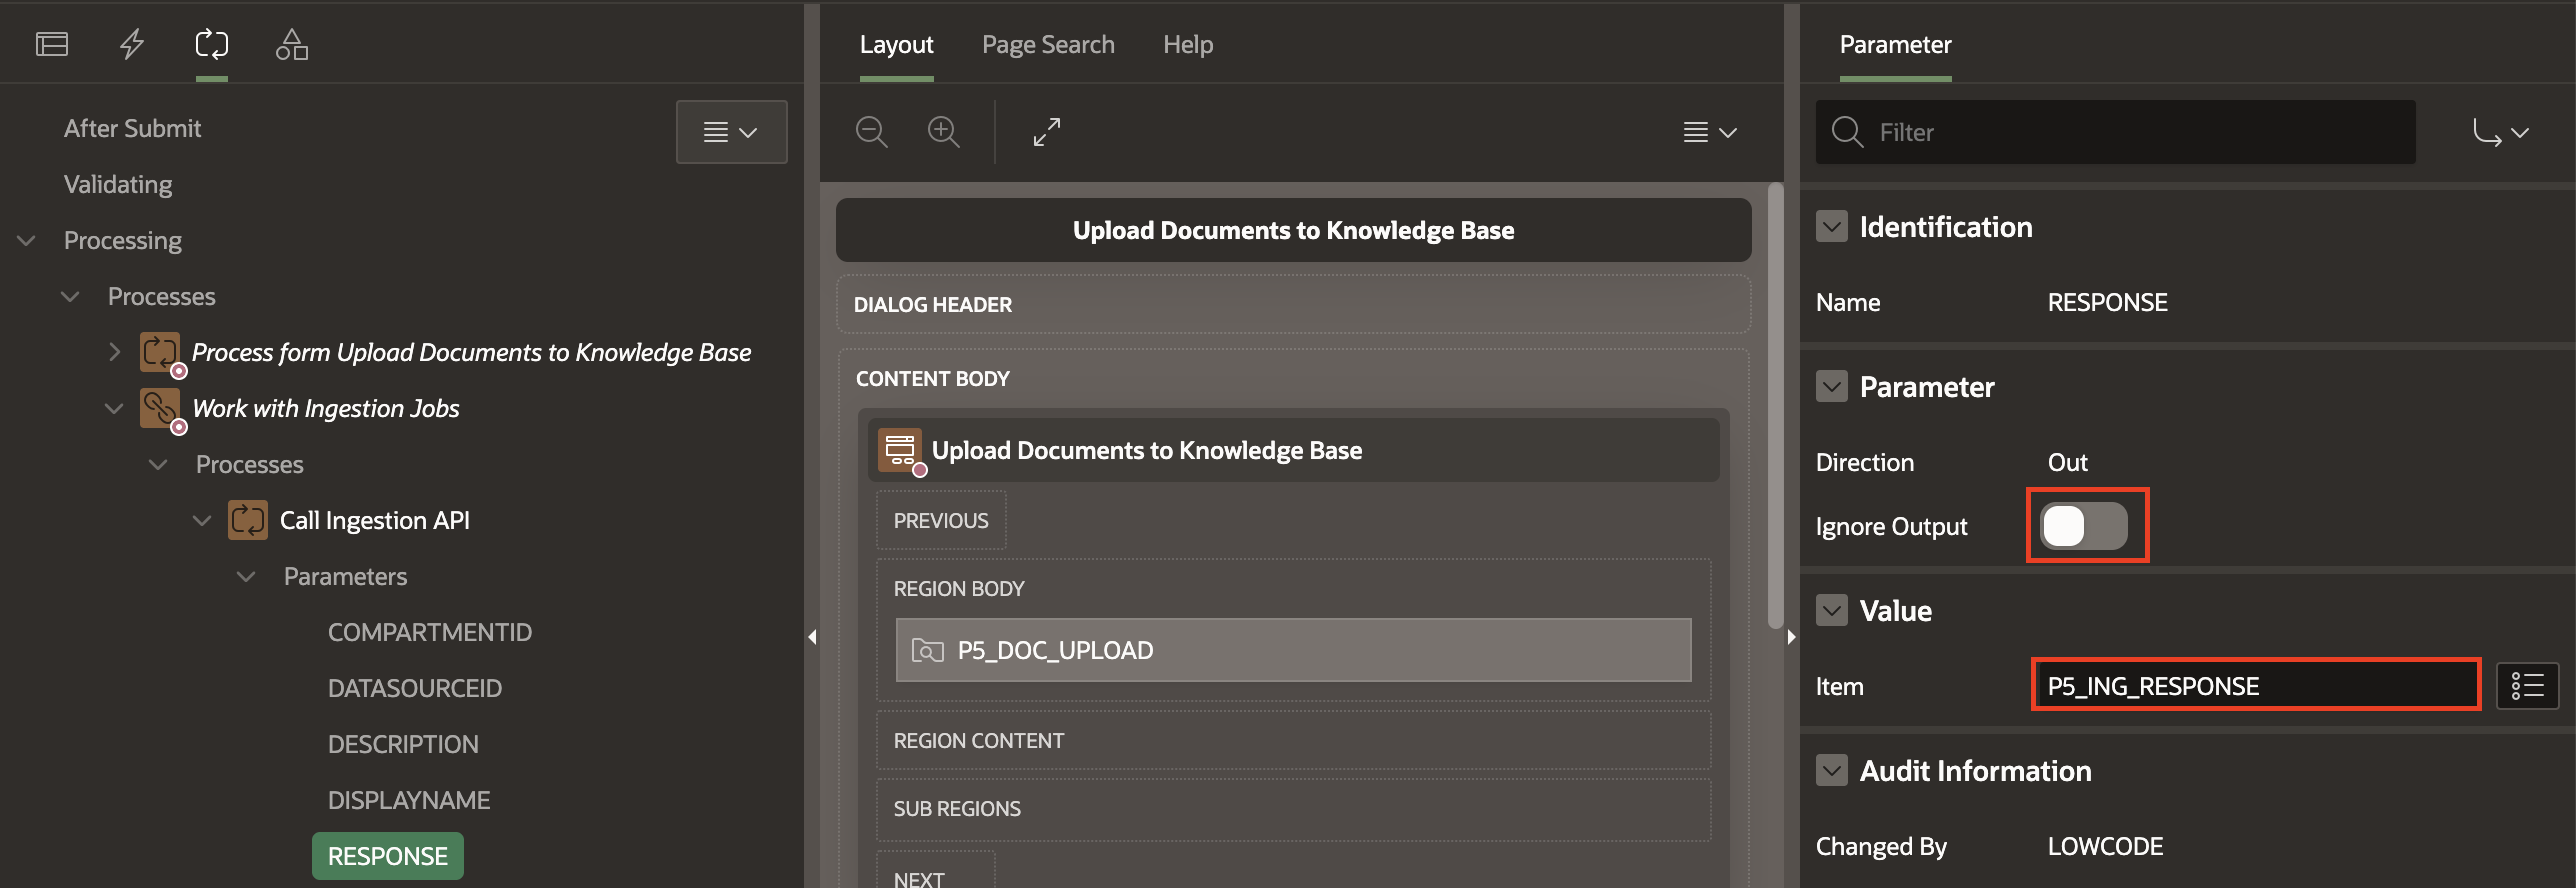 After Submit
Validating
Processing
Processes
Process form Upload Documents to Knowledge Base
Work with Ingestion Jobs
Processes
Call Ingestion API
Parameters
COMPARTMENTID
DATASOURCEID
DESCRIPTION
DISPLAYNAME
RESPONSE
Layout
Page Search
Help
Upload Documents to Knowledge Base
DIALOG HEADER
CONTENT BODY
Upload Documents to Knowledge Base
PREVIOUS
REGION BODY
P5_DOC_UPLOAD
REGION CONTENT
SUB REGIONS
NEXT
Parameter
Filter
Identification
Name RESPONSE
Parameter
Direction Out
Ignore Output
Value
Item P5_ING_RESPONSE
Audit Information
Changed By LOWCODE